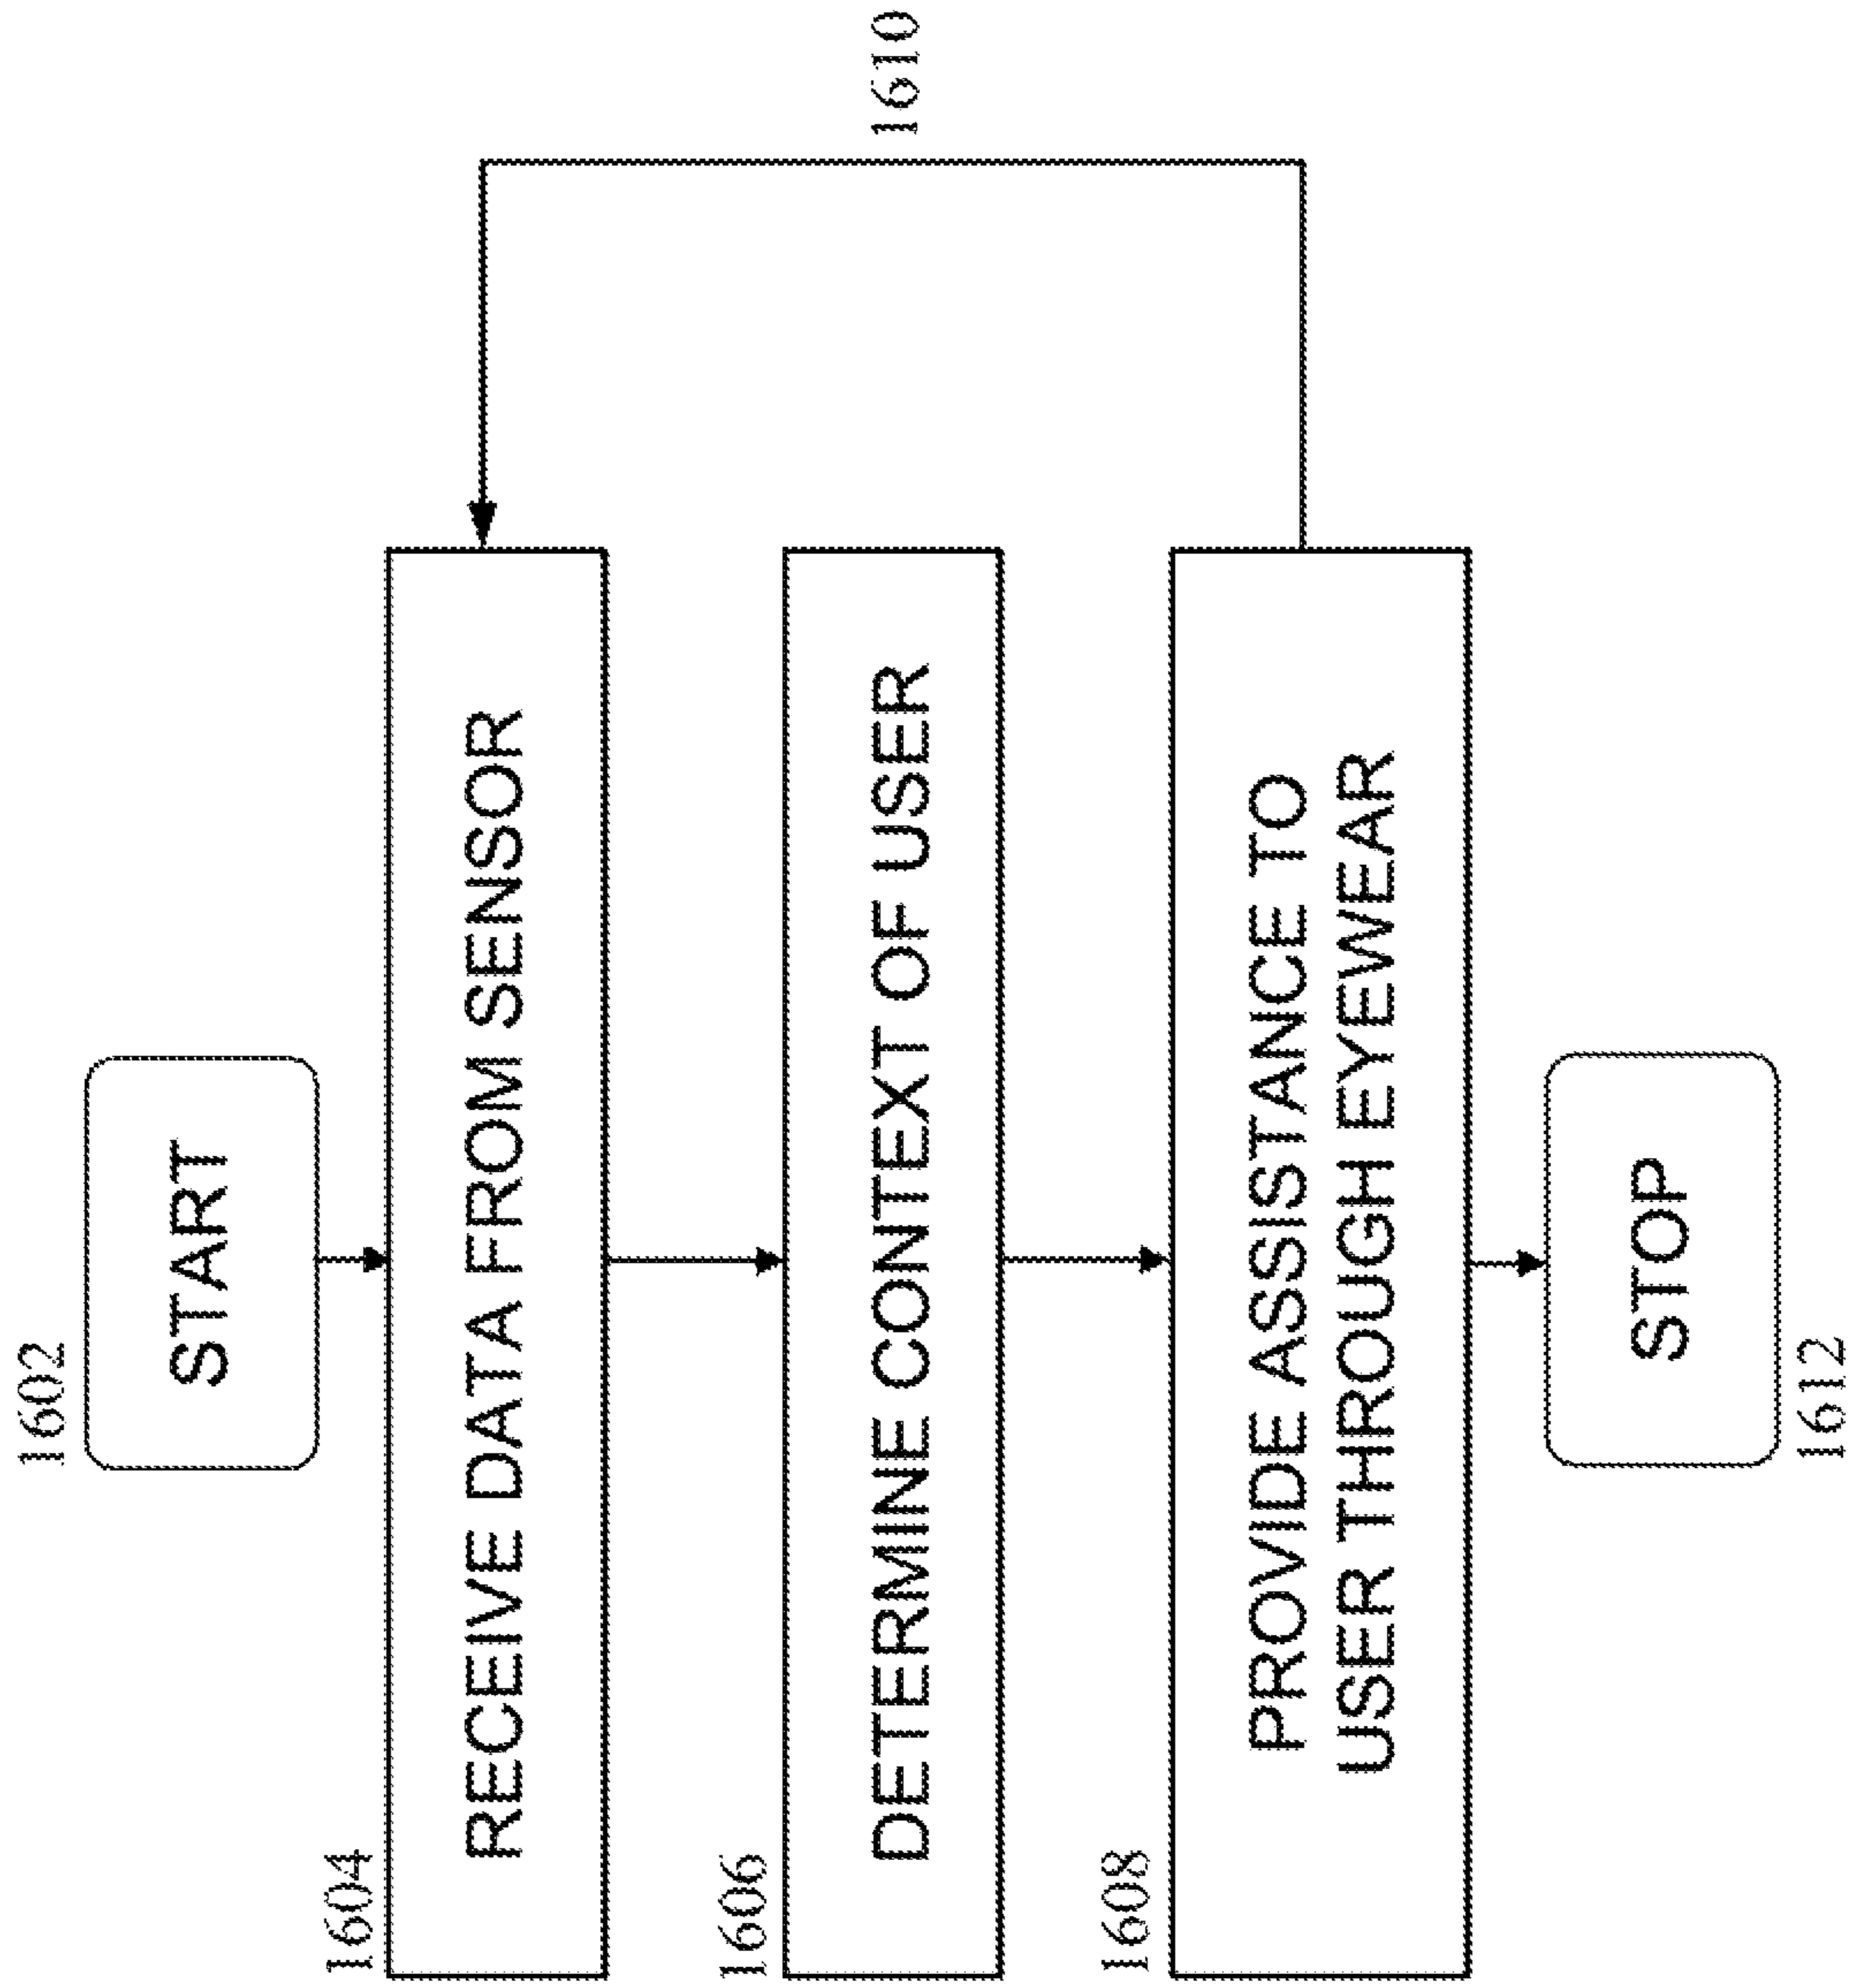 1602
START
1604
RECEIVE DATA FROM SENSOR
1606
DETERMINE CONTEXT OF USER
1610
1608
PROVIDE ASSISTANCE TO
USER THROUGH EYEWEAR
STOP
1612